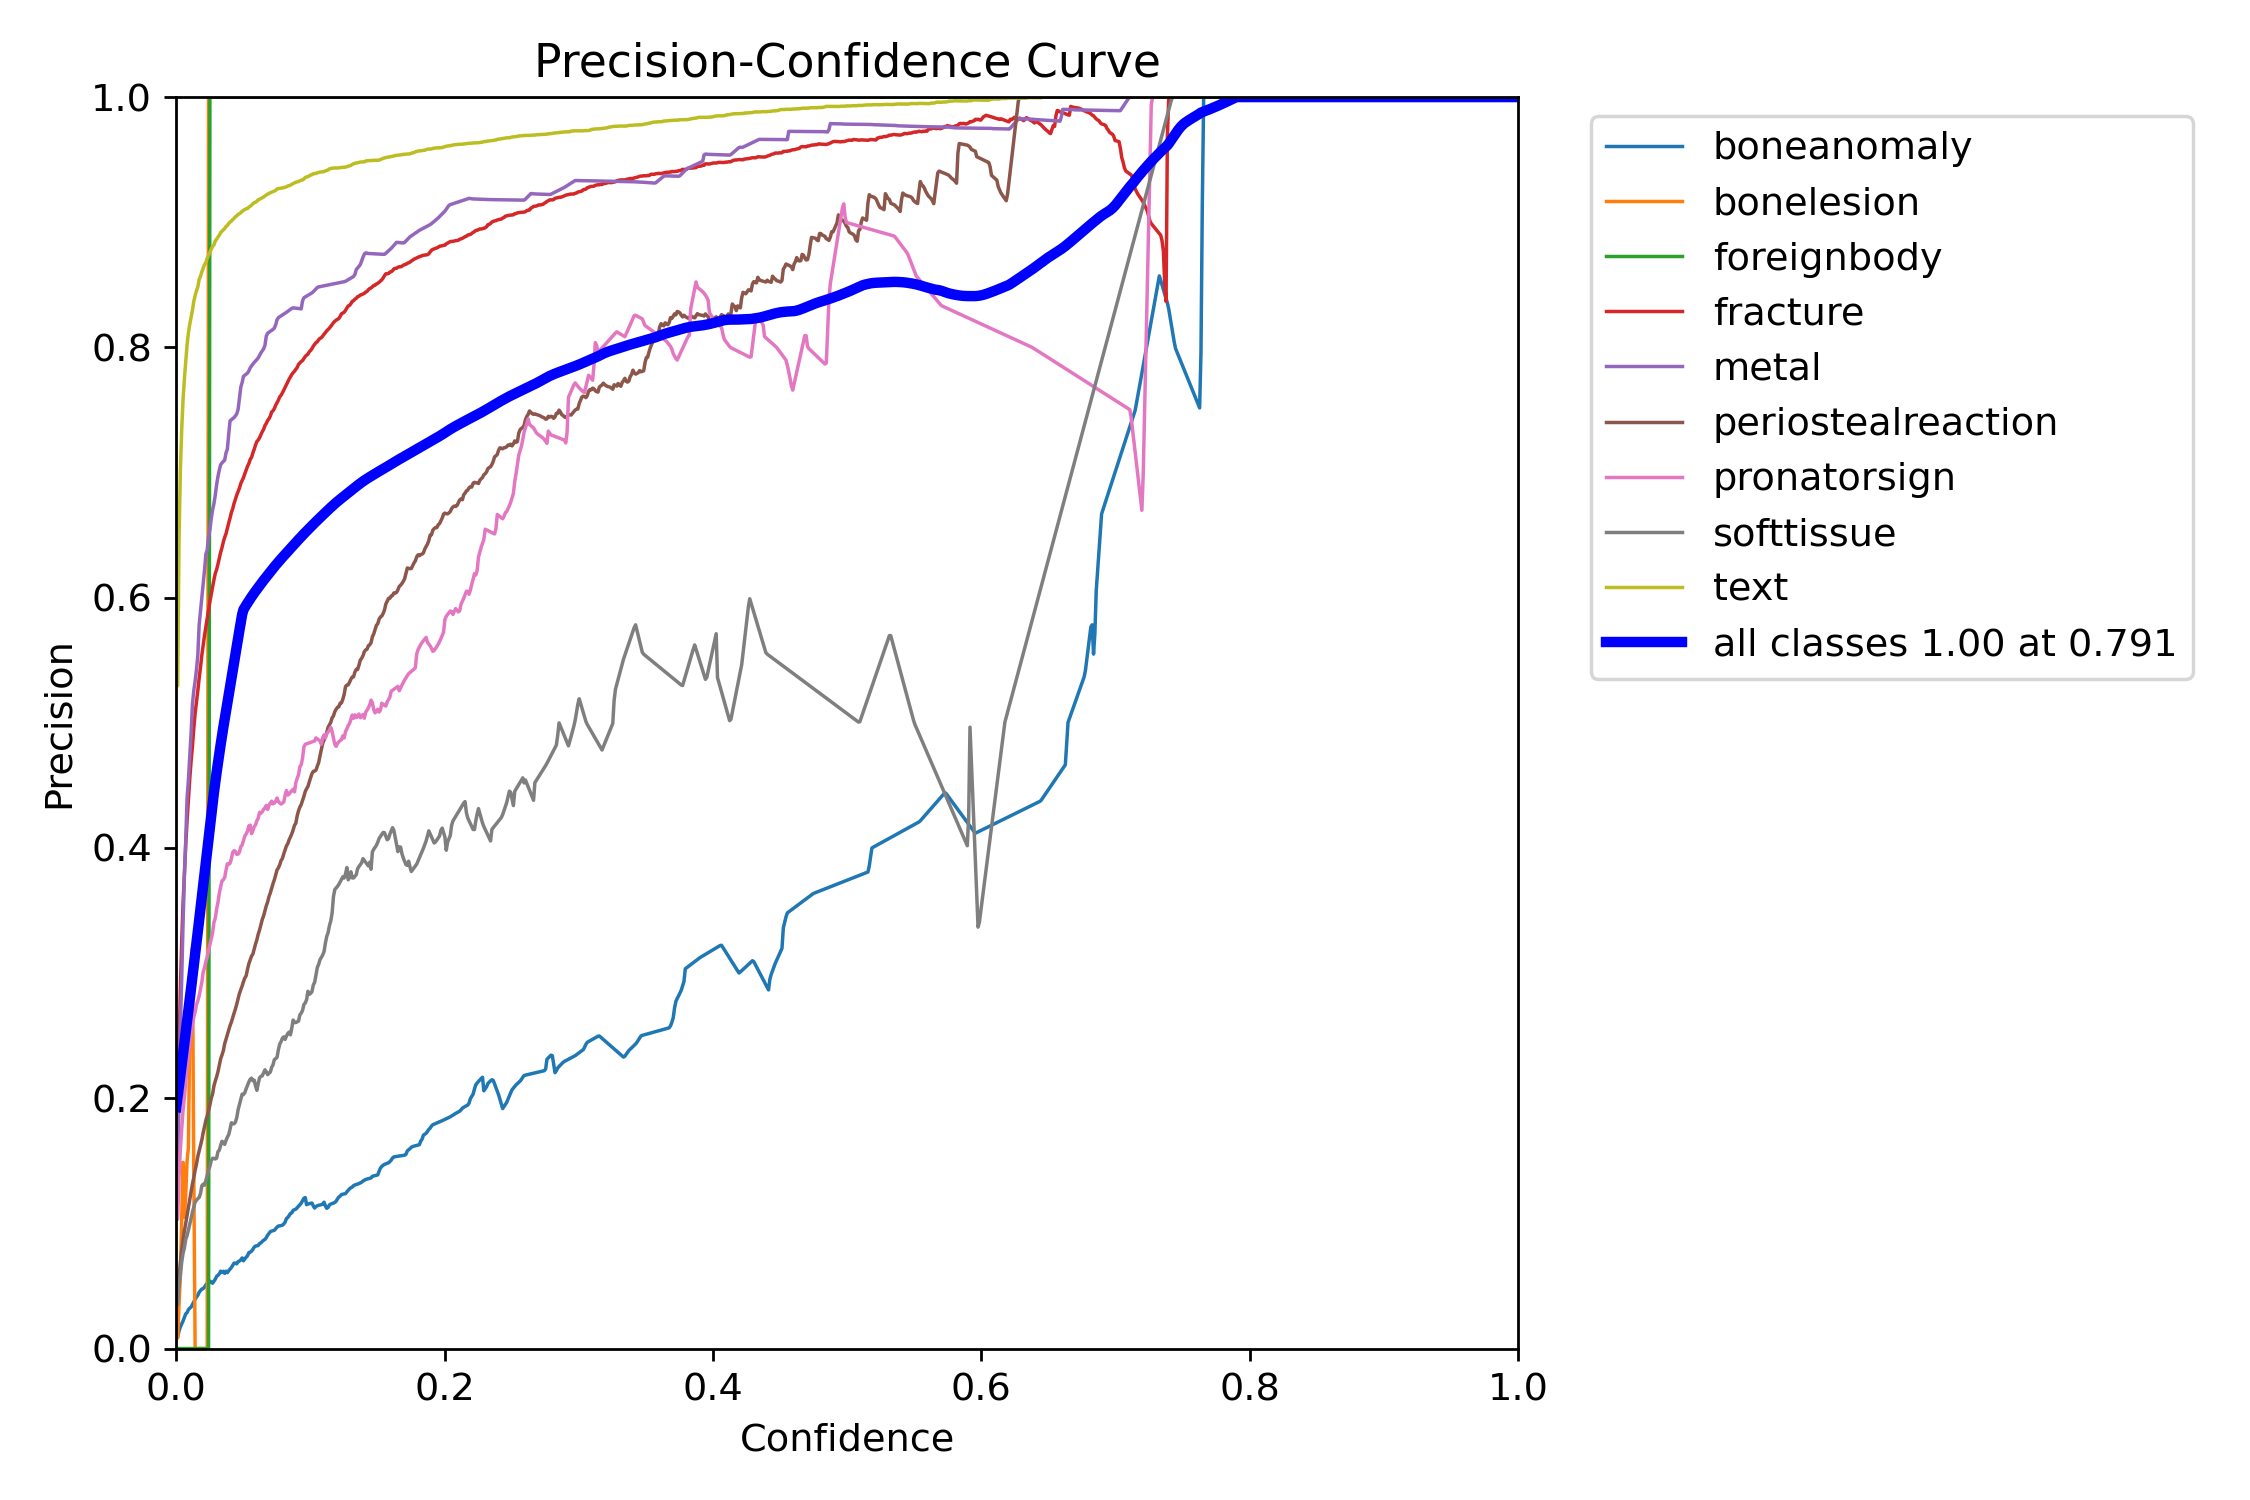 Precision-Confidence Curve
1.0
0.8
0.6
0.4
0.2
0.0
Precision
0.0 0.2 0.4 0.6 0.8 1.0
Confidence
boneanomaly
bonelesion
foreignbody
fracture
metal
periostealreaction
pronatorsign
softtissue
text
all classes 1.00 at 0.791